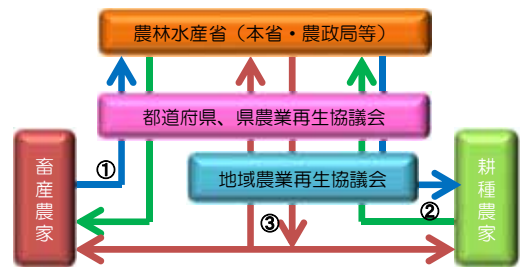 農林水産省（本省・農政局等）
都道府県、県農業再生協議会
地域農業再生協議会
畜産農家
①
耕種農家
②
③